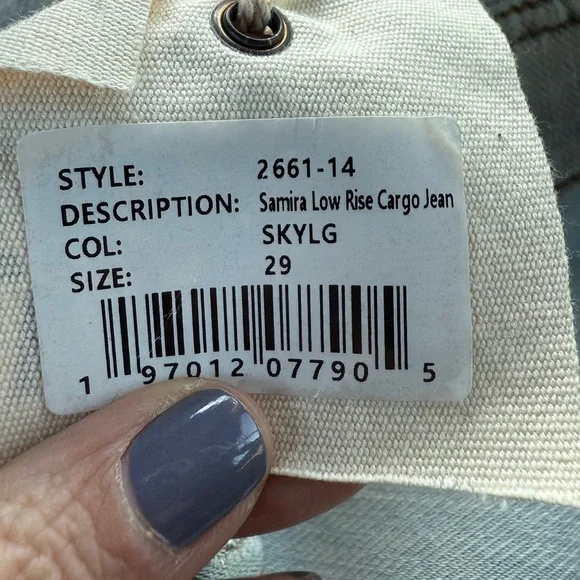 STYLE: 2661-14
DESCRIPTION: Samira Low Rise Cargo Jean
COL: SKYLG
SIZE: 29
1 97012 07790 5